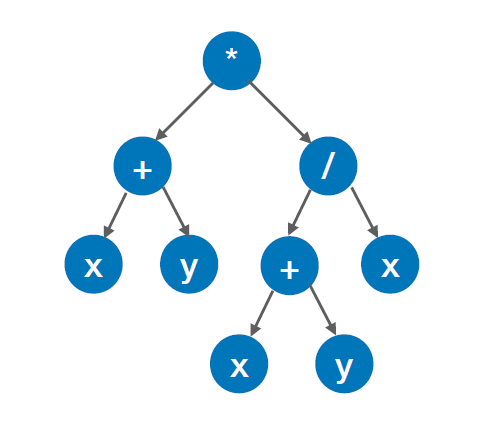 *
+ /
x y + x
x y